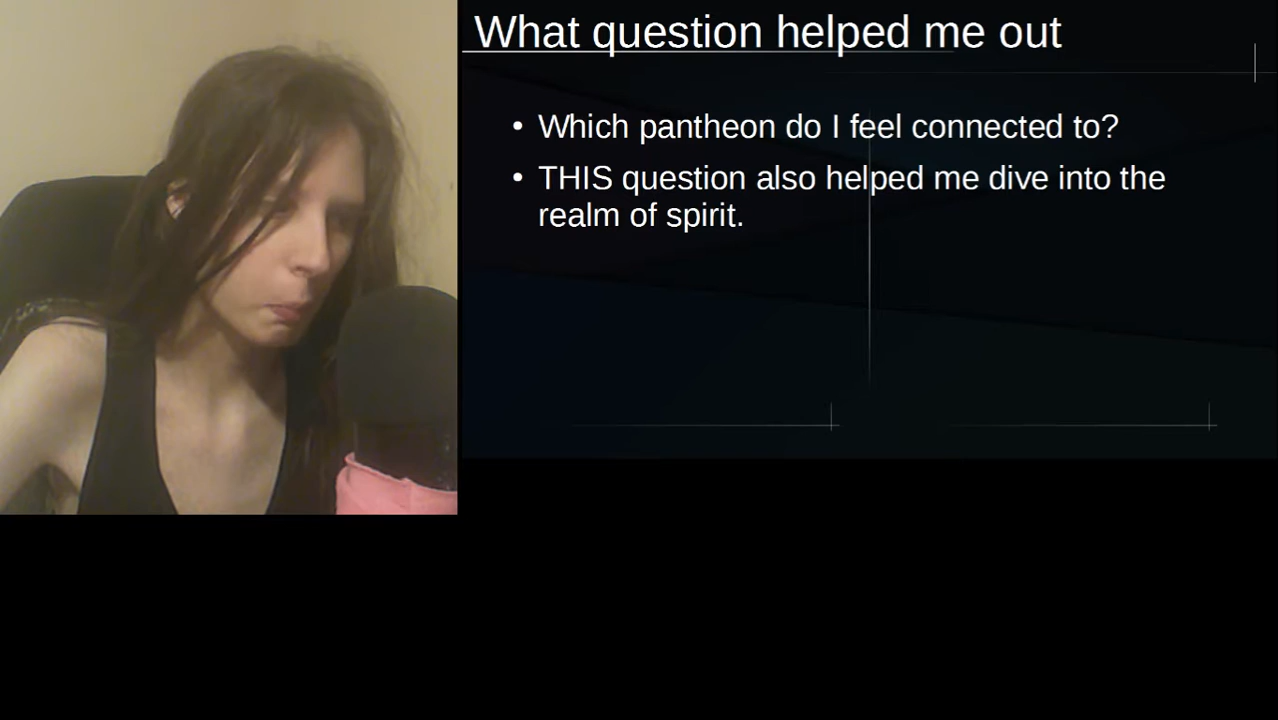 What question helped me out
• Which pantheon do I feel connected to?
• THIS question also helped me dive into the
realm of spirit.